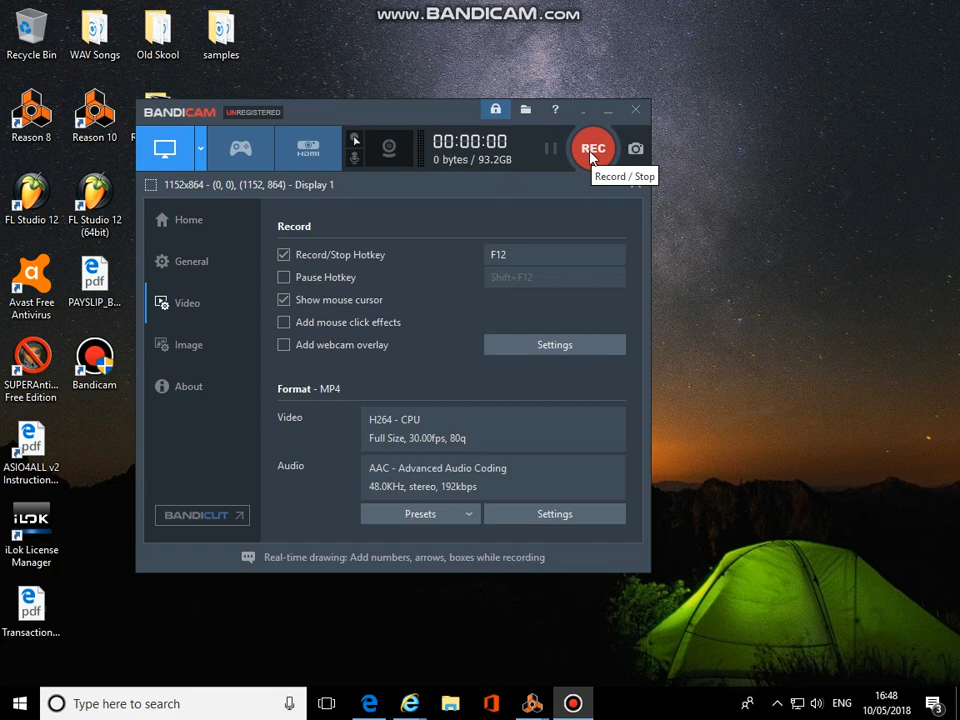 www.BANDICAM.com
Recycle Bin
WAV Songs
Old Skool
samples
Reason 8
Reason 10
FL Studio 12
FL Studio 12
(64bit)
Avast Free
Antivirus
PAYSLIP_B...
SUPERAnti...
Free Edition
Bandicam
ASIO4ALL v2
Instruction...
iLOK
iLok License
Manager
Transaction...
BANDICAM UNREGISTERED
?
HDMI
00:00:00
0 bytes / 93.2GB
REC
Record / Stop
1152x864 - (0, 0), (1152, 864) - Display 1
Home
General
Video
Image
About
BANDICUT
Record
Record/Stop Hotkey
F12
Pause Hotkey
Shift+F12
Show mouse cursor
Add mouse click effects
Add webcam overlay
Settings
Format - MP4
Video
H264 - CPU
Full Size, 30.00fps, 80q
Audio
AAC - Advanced Audio Coding
48.0KHz, stereo, 192kbps
Presets
Settings
Real-time drawing: Add numbers, arrows, boxes while recording
Type here to search
ENG
16:48
10/05/2018
3